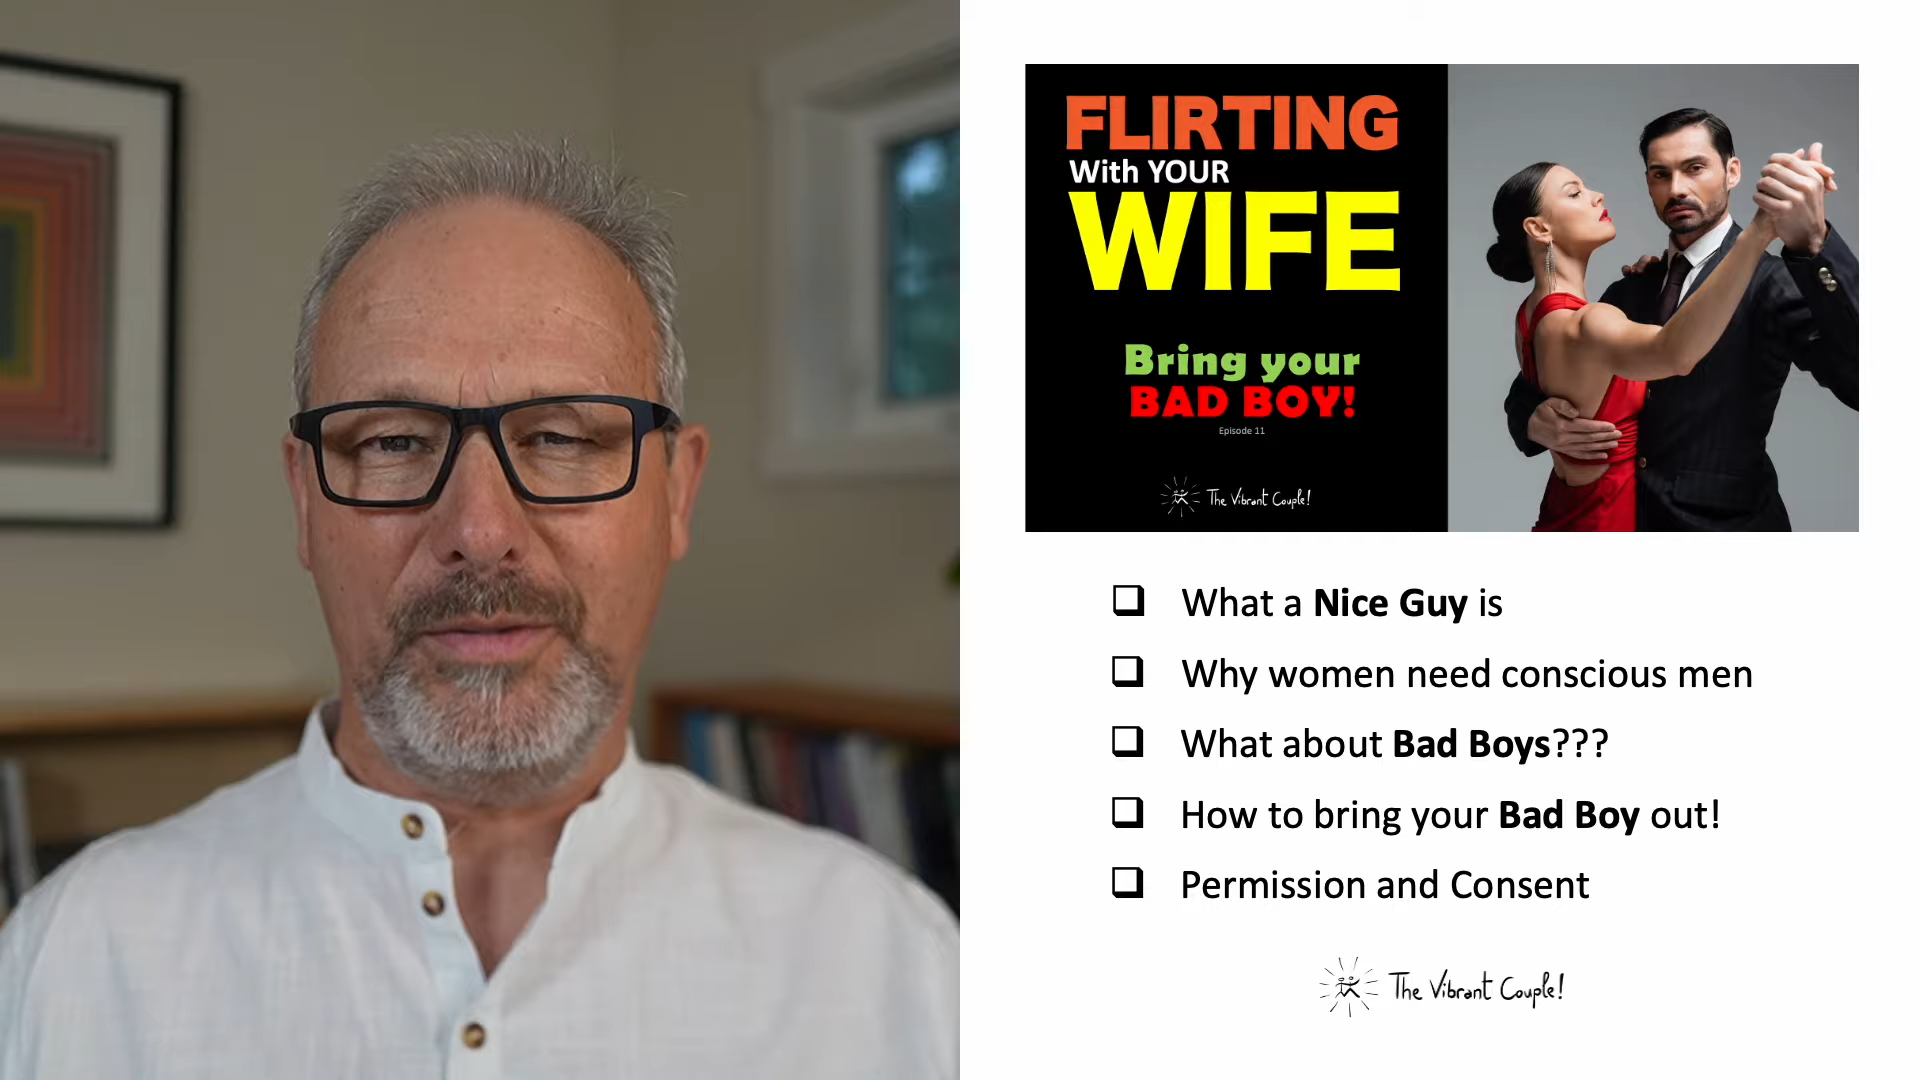 FLIRTING
With YOUR
WIFE
Bring your
BAD BOY!
Episode 11
The Vibrant Couple!
What a Nice Guy is
Why women need conscious men
What about Bad Boys???
How to bring your Bad Boy out!
Permission and Consent
The Vibrant Couple!